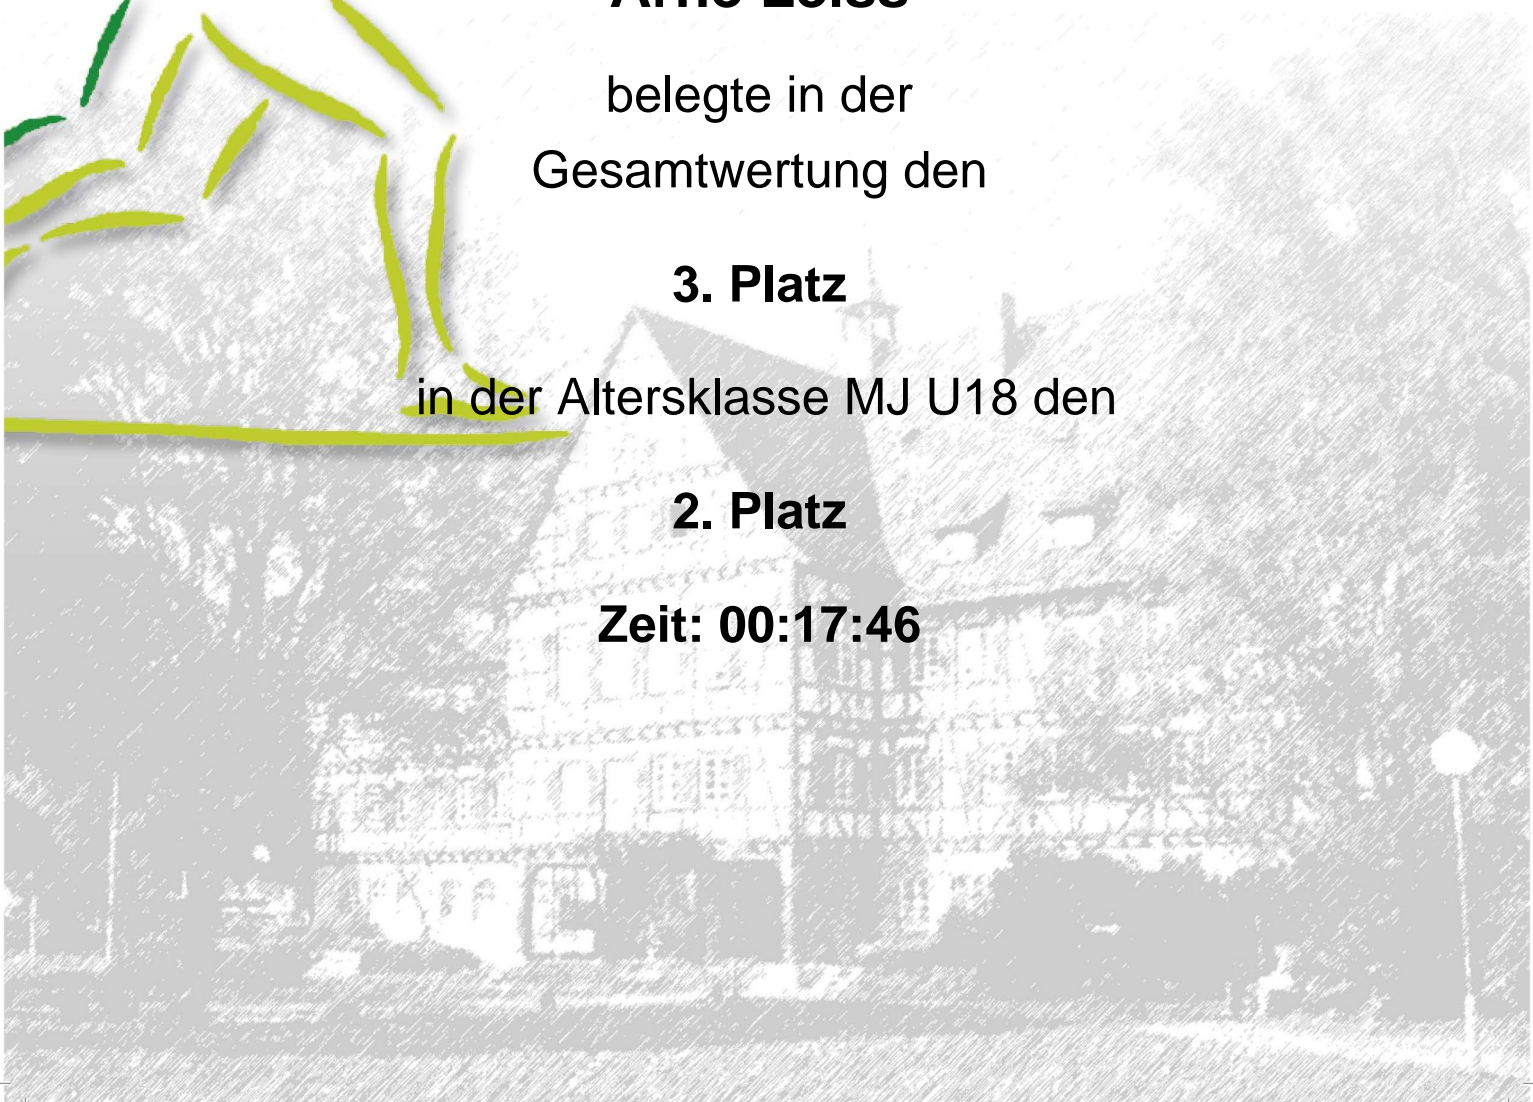 belegte in der
Gesamtwertung den
3. Platz
in der Altersklasse MJ U18 den
2. Platz
Zeit: 00:17:46